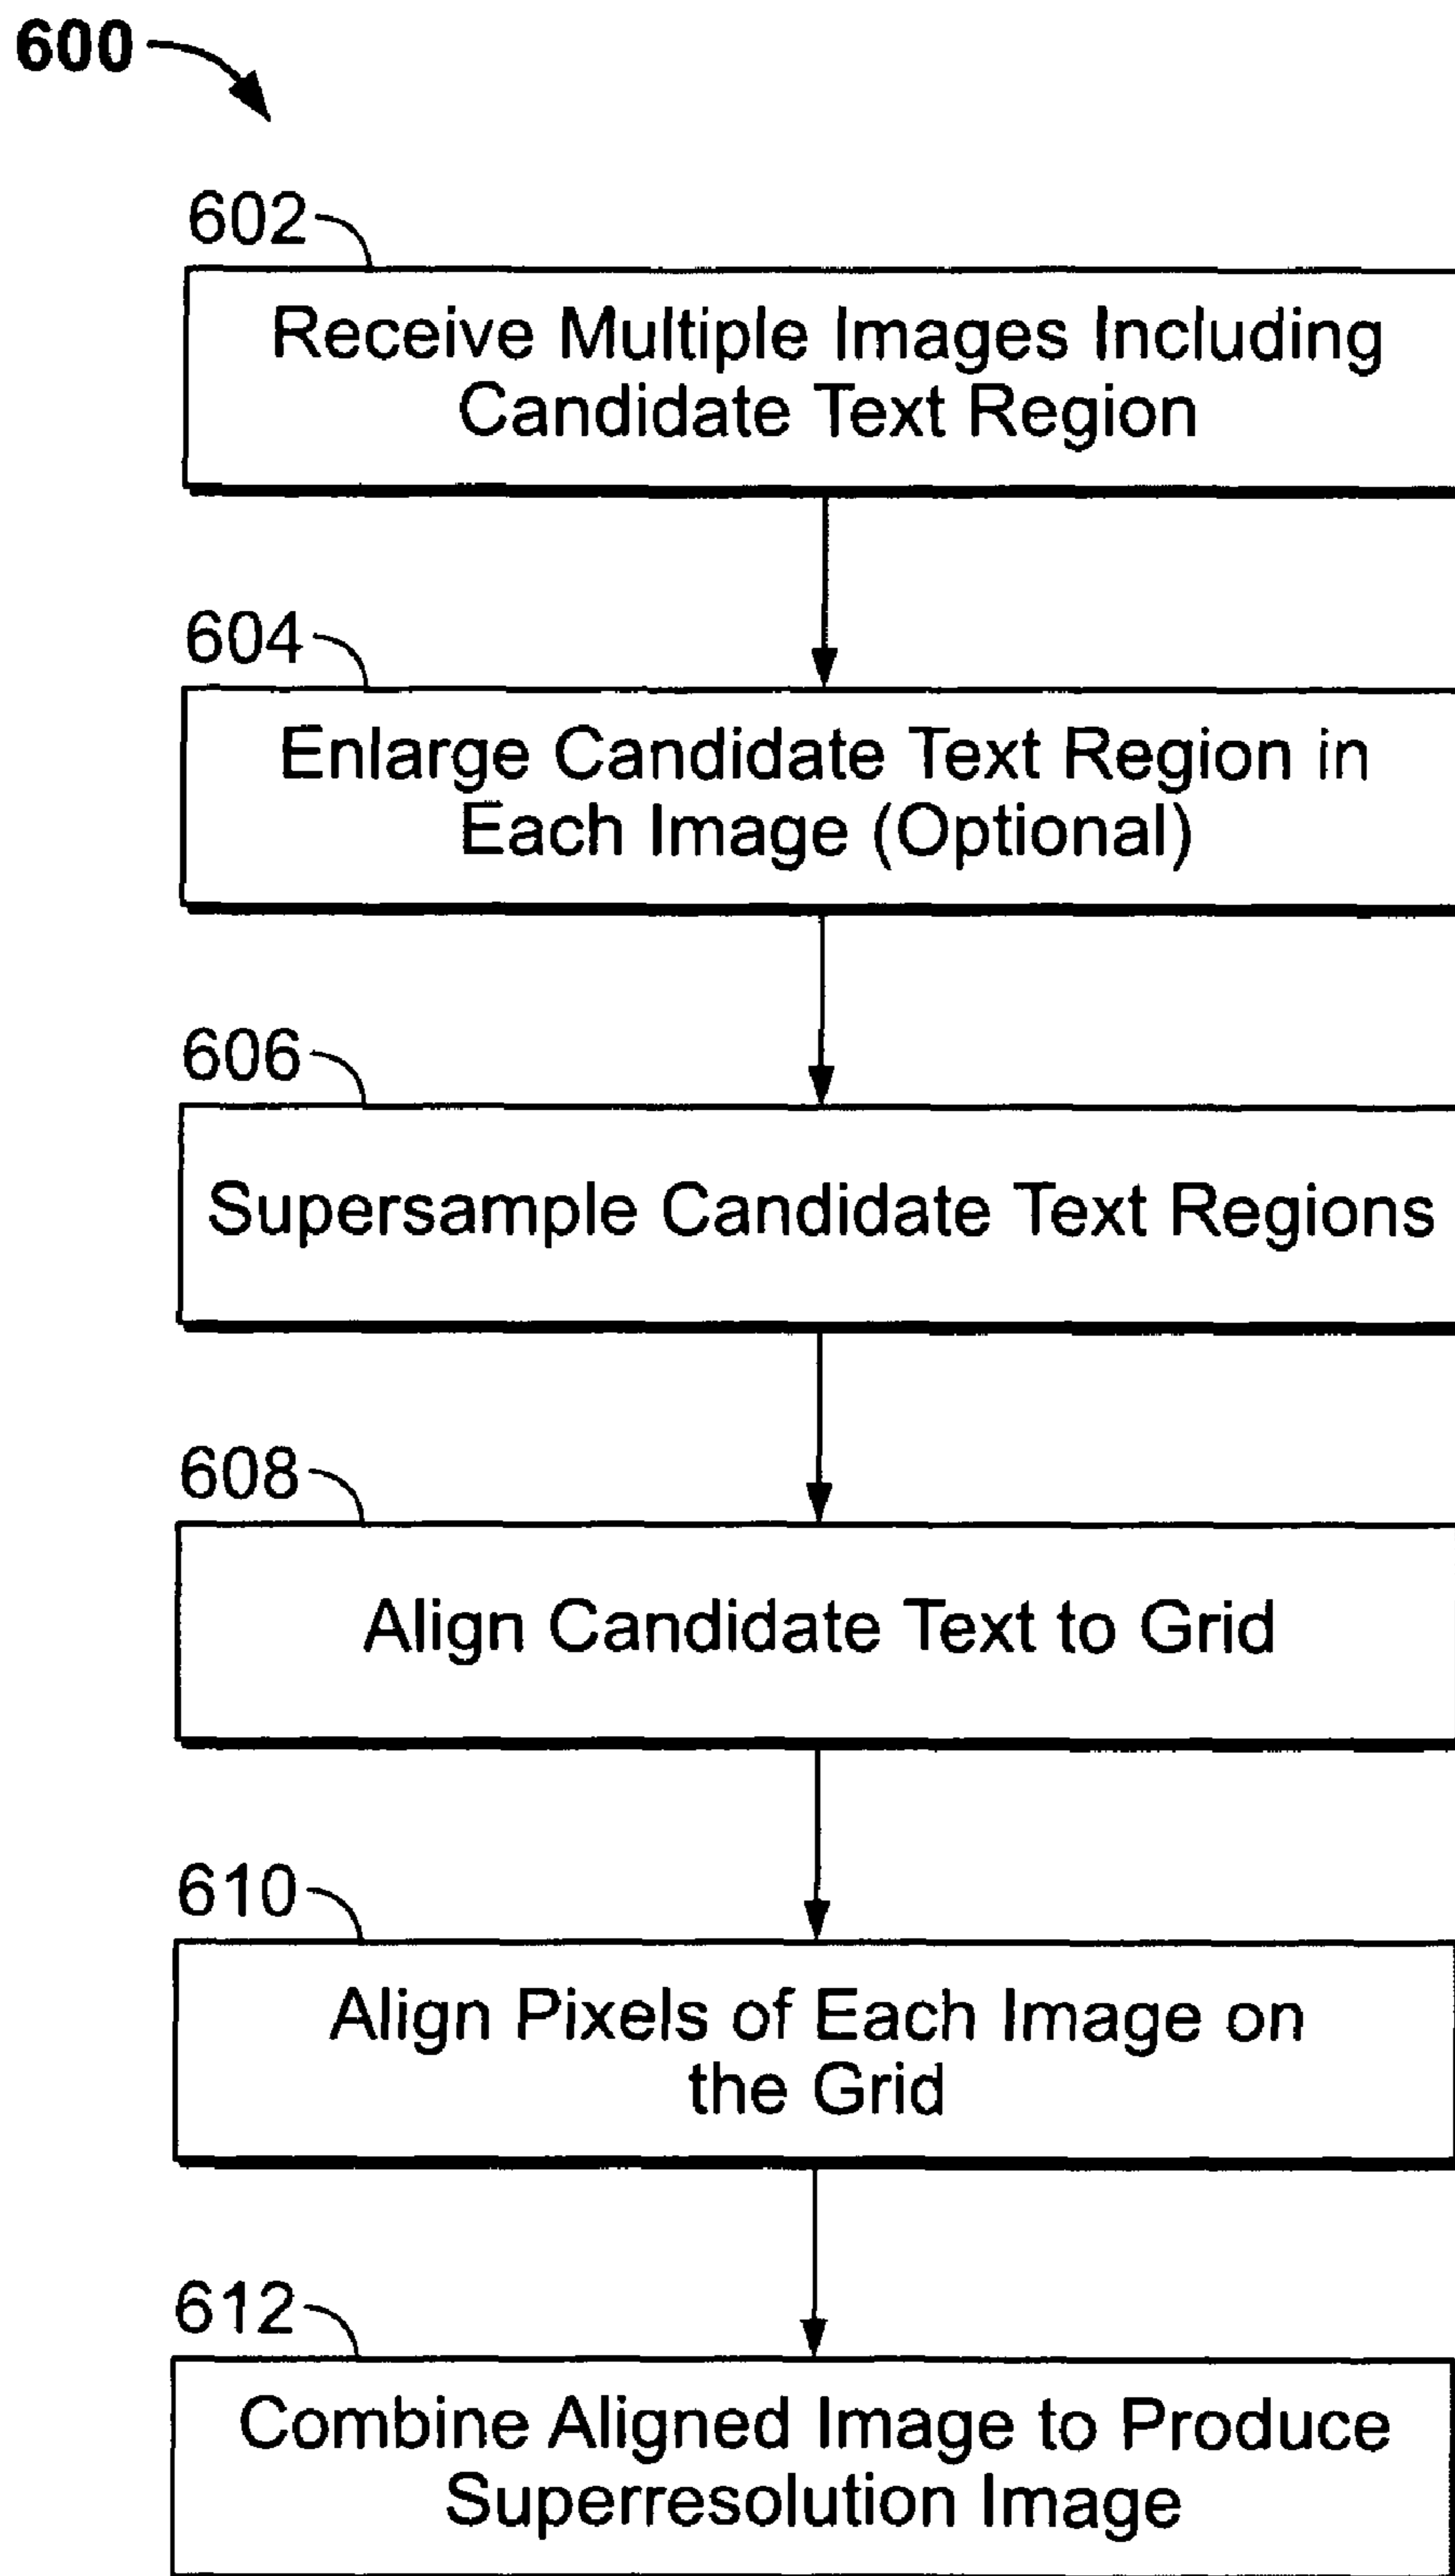 600
602
Receive Multiple Images Including
Candidate Text Region
604
Enlarge Candidate Text Region in
Each Image (Optional)
606
Supersample Candidate Text Regions
608
Align Candidate Text to Grid
610
Align Pixels of Each Image on
the Grid
612
Combine Aligned Image to Produce
Superresolution Image